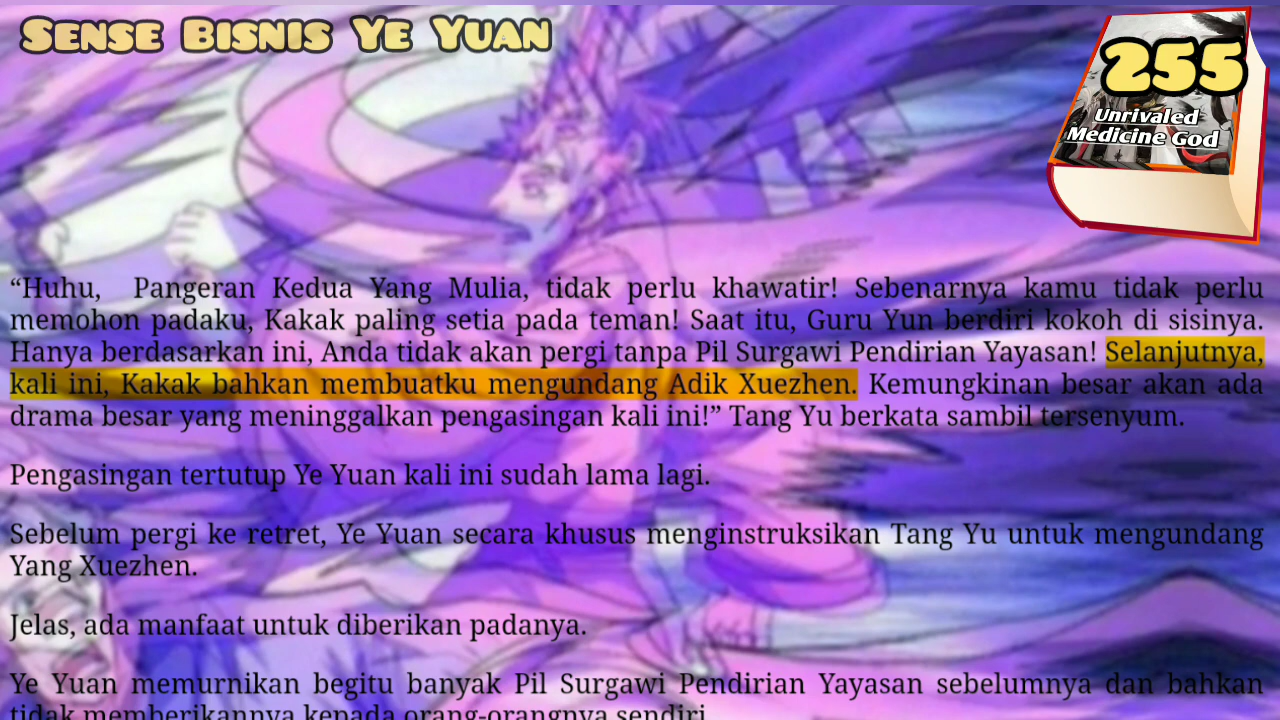 Sense Bisnis Ye Yuan
255
Unrivaled
Medicine God
“Huhu, Pangeran Kedua Yang Mulia, tidak perlu khawatir! Sebenarnya kamu tidak perlu
memohon padaku, Kakak paling setia pada teman! Saat itu, Guru Yun berdiri kokoh di sisinya.
Hanya berdasarkan ini, Anda tidak akan pergi tanpa Pil Surgawi Pendirian Yayasan! Selanjutnya,
kali ini, Kakak bahkan membuatku mengundang Adik Xuezhen. Kemungkinan besar akan ada
drama besar yang meninggalkan pengasingan kali ini!” Tang Yu berkata sambil tersenyum.
Pengasingan tertutup Ye Yuan kali ini sudah lama lagi.
Sebelum pergi ke retret, Ye Yuan secara khusus menginstruksikan Tang Yu untuk mengundang
Yang Xuezhen.
Jelas, ada manfaat untuk diberikan padanya.
Ye Yuan memurnikan begitu banyak Pil Surgawi Pendirian Yayasan sebelumnya dan bahkan
tidak memberikannya kepada orang-orangnya sendiri.